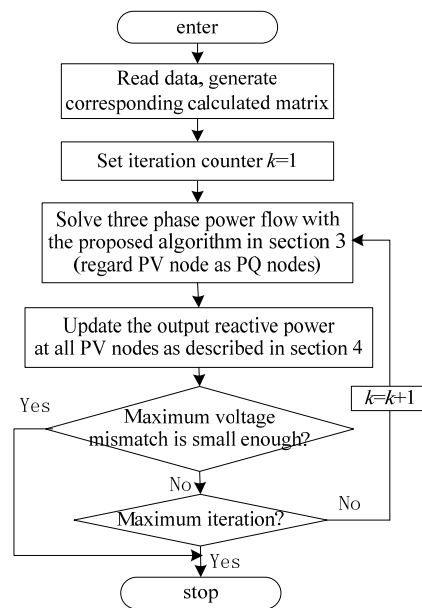 enter
Read data, generate
corresponding calculated matrix
Set iteration counter k=1
Solve three phase power flow with
the proposed algorithm in section 3
(regard PV node as PQ nodes)
Update the output reactive power
at all PV nodes as described in section 4
k=k+1
Yes
Maximum voltage
mismatch is small enough?
No
Maximum iteration?
No
Yes
stop